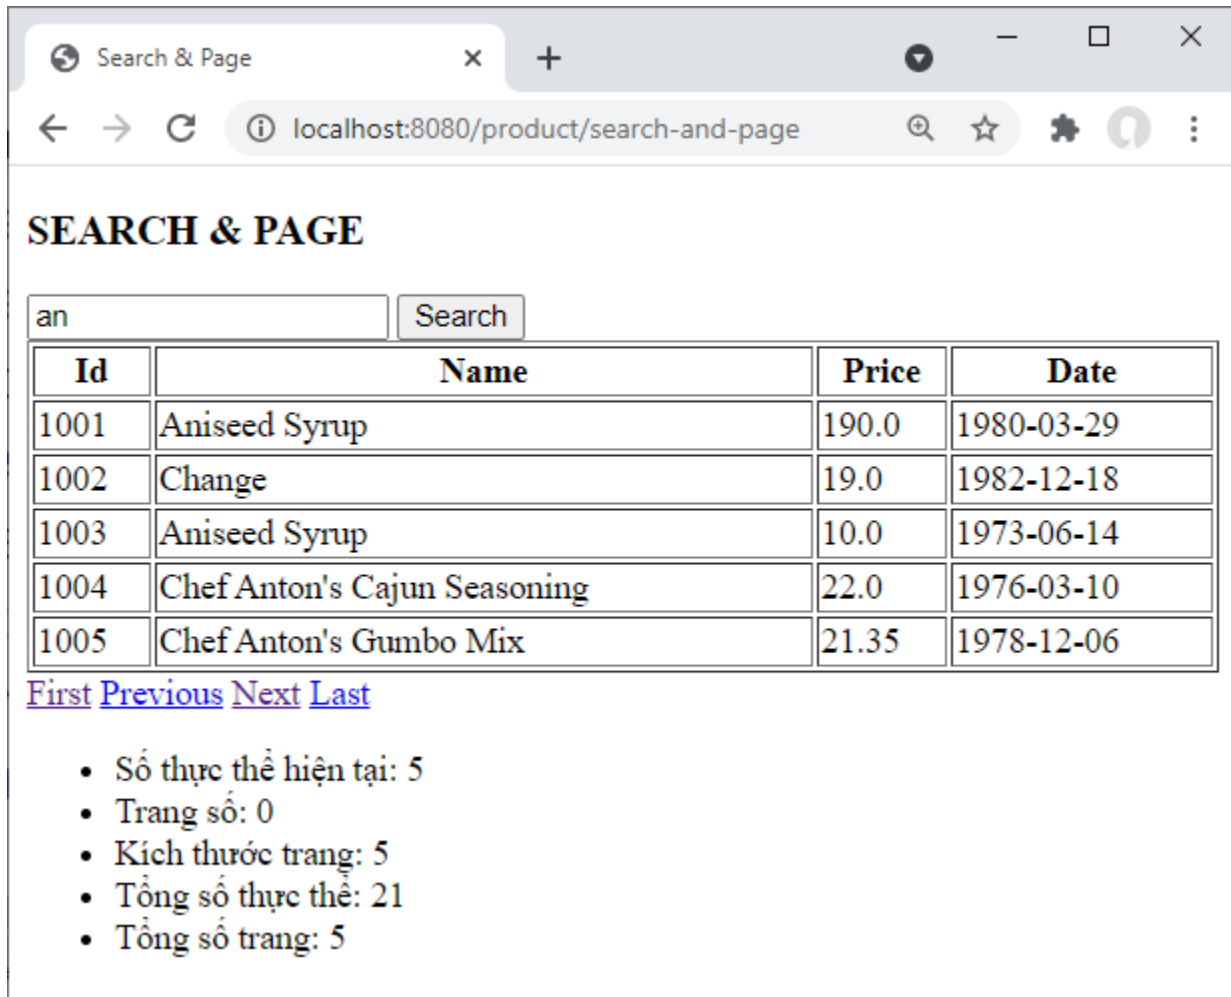 Search & Page
localhost:8080/product/search-and-page
SEARCH & PAGE
an Search
Id Name Price Date
1001 Aniseed Syrup 190.0 1980-03-29
1002 Change 19.0 1982-12-18
1003 Aniseed Syrup 10.0 1973-06-14
1004 Chef Anton's Cajun Seasoning 22.0 1976-03-10
1005 Chef Anton's Gumbo Mix 21.35 1978-12-06
First Previous Next Last
• Số thực thể hiện tại: 5
• Trang số: 0
• Kích thước trang: 5
• Tổng số thực thể: 21
• Tổng số trang: 5